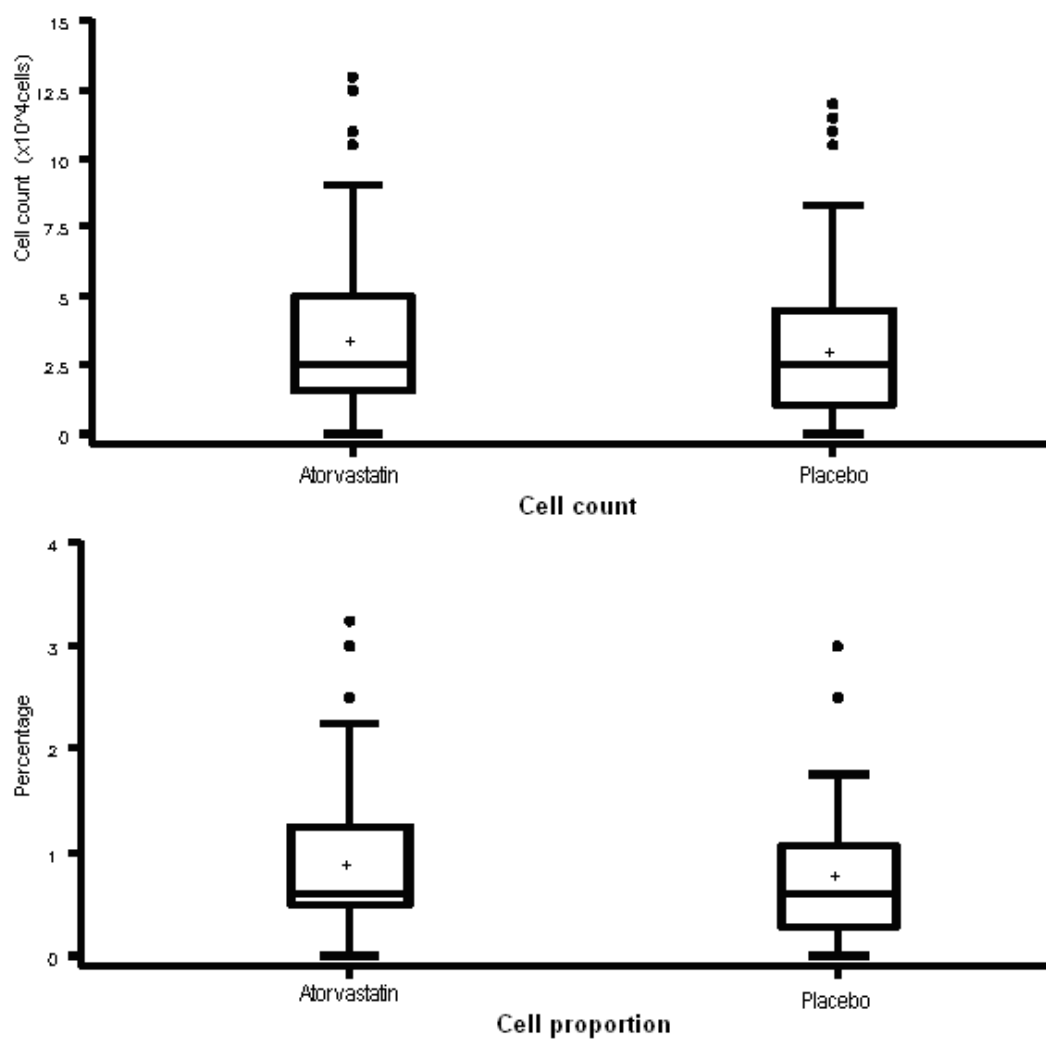 15
12.5
10
7.5
5
2.5
0
Cell count (x10^4cells)
Atorvastatin
Placebo
Cell count
4
3
2
1
0
Percentage
Atorvastatin
Placebo
Cell proportion